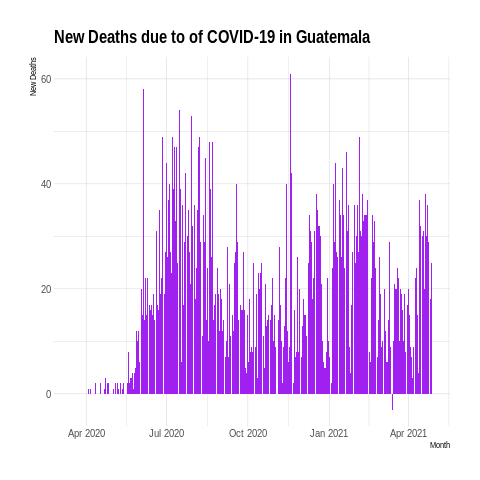 New Deaths due to of COVID-19 in Guatemala
New Deaths
60
40
20
0
Apr 2020 Jul 2020 Oct 2020 Jan 2021 Apr 2021
Month